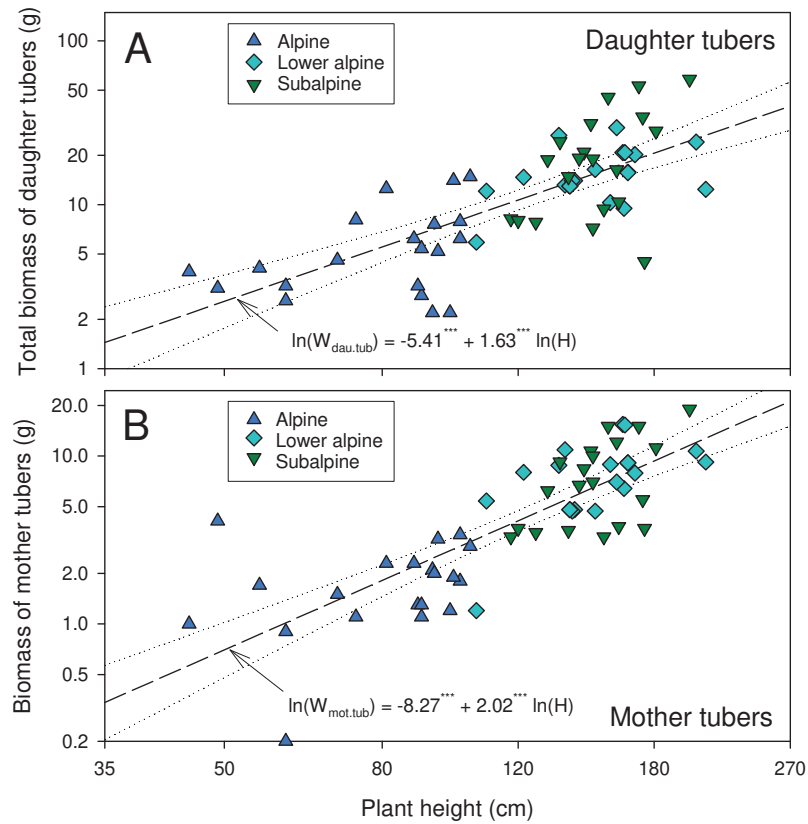 A
Alpine
Lower alpine
Subalpine
Daughter tubers
Total biomass of daughter tubers (g)
100
50
20
10
5
2
1
ln(W_dau.tub) = -5.41*** + 1.63*** ln(H)
B
Alpine
Lower alpine
Subalpine
Biomass of mother tubers (g)
20.0
10.0
5.0
2.0
1.0
0.5
0.2
ln(W_mot.tub) = -8.27*** + 2.02*** ln(H)
Mother tubers
35 50 80 120 180 270
Plant height (cm)